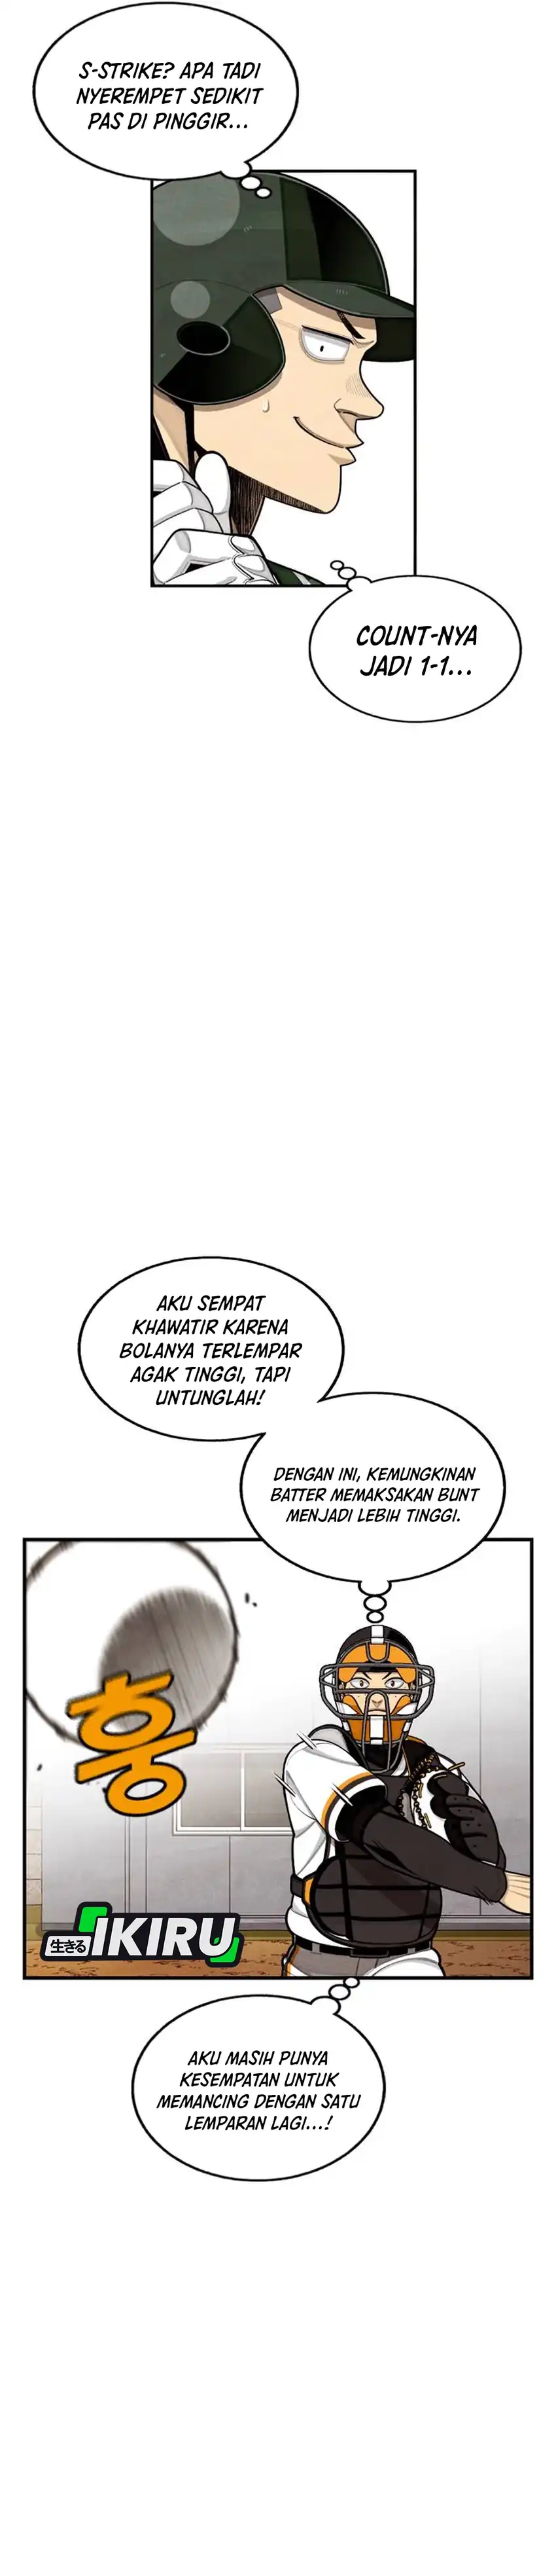 S-STRIKE? APA TADI
NYEREMPET SEDIKIT
PAS DI PINGGIR...
COUNT-NYA
JADI 1-1...
AKU SEMPAT
KHAWATIR KARENA
BOLANYA TERLEMPAR
AGAK TINGGI, TAPI
UNTUNGLAH!
DENGAN INI, KEMUNGKINAN
BATTER MEMAKSAKAN BUNT
MENJADI LEBIH TINGGI.
훙
生きる IKIRU
AKU MASIH PUNYA
KESEMPATAN UNTUK
MEMANCING DENGAN SATU
LEMPARAN LAGI...!